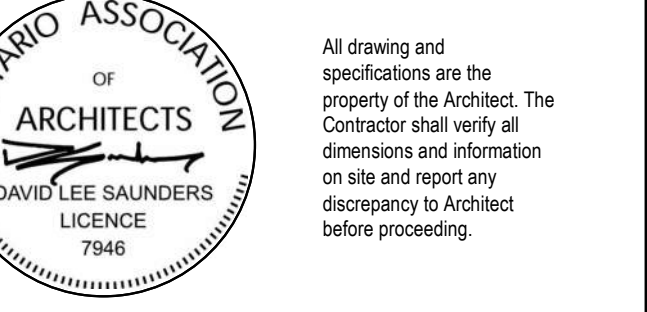 ARIO ASSOCIATION
OF
ARCHITECTS
DAVID LEE SAUNDERS
LICENCE
7946
All drawing and
specifications are the
property of the Architect. The
Contractor shall verify all
dimensions and information
on site and report any
discrepancy to Architect
before proceeding.